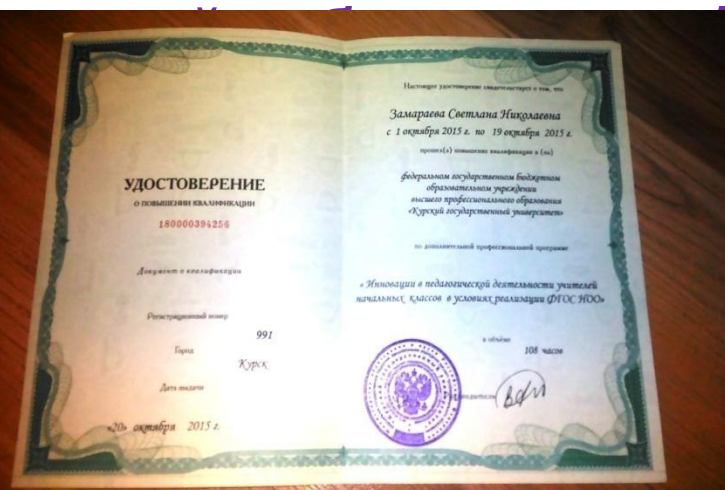 УДОСТОВЕРЕНИЕ
О ПОВЫШЕНИИ КВАЛИФИКАЦИИ
180000394256
Документ о квалификации
Регистрационный номер
991
Город
Курск
Дата выдачи
«20» октября 2015 г.
Настоящее удостоверение свидетельствует о том, что
Замараева Светлана Николаевна
с 1 октября 2015 г. по 19 октября 2015 г.
прошел(а) повышение квалификации в (на)
федеральном государственном бюджетном
образовательном учреждении
высшего профессионального образования
«Курский государственный университет»
по дополнительной профессиональной программе
«Инновации в педагогической деятельности учителей
начальных классов в условиях реализации ФГОС НОО»
в объёме
108 часов